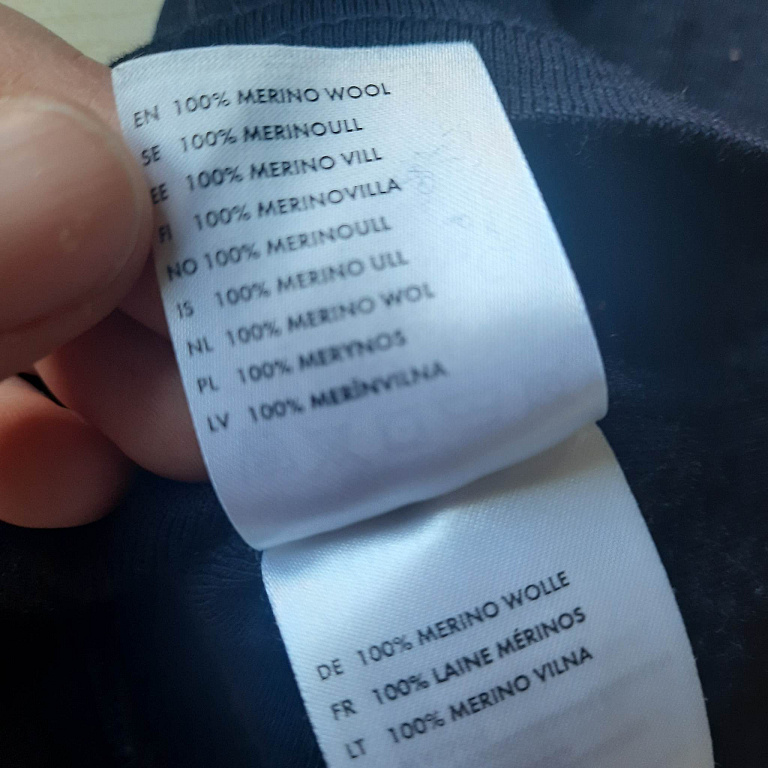 EN 100% MERINO WOOL
SE 100% MERINOULL
EE 100% MERINO VILL
FI 100% MERINOVILLA
NO 100% MERINOULL
IS 100% MERINO ULL
NL 100% MERINO WOL
PL 100% MERYNOS
LV 100% MERĪNVILNA
DE 100% MERINO WOLLE
FR 100% LAINE MÉRINOS
LT 100% MERINO VILNA